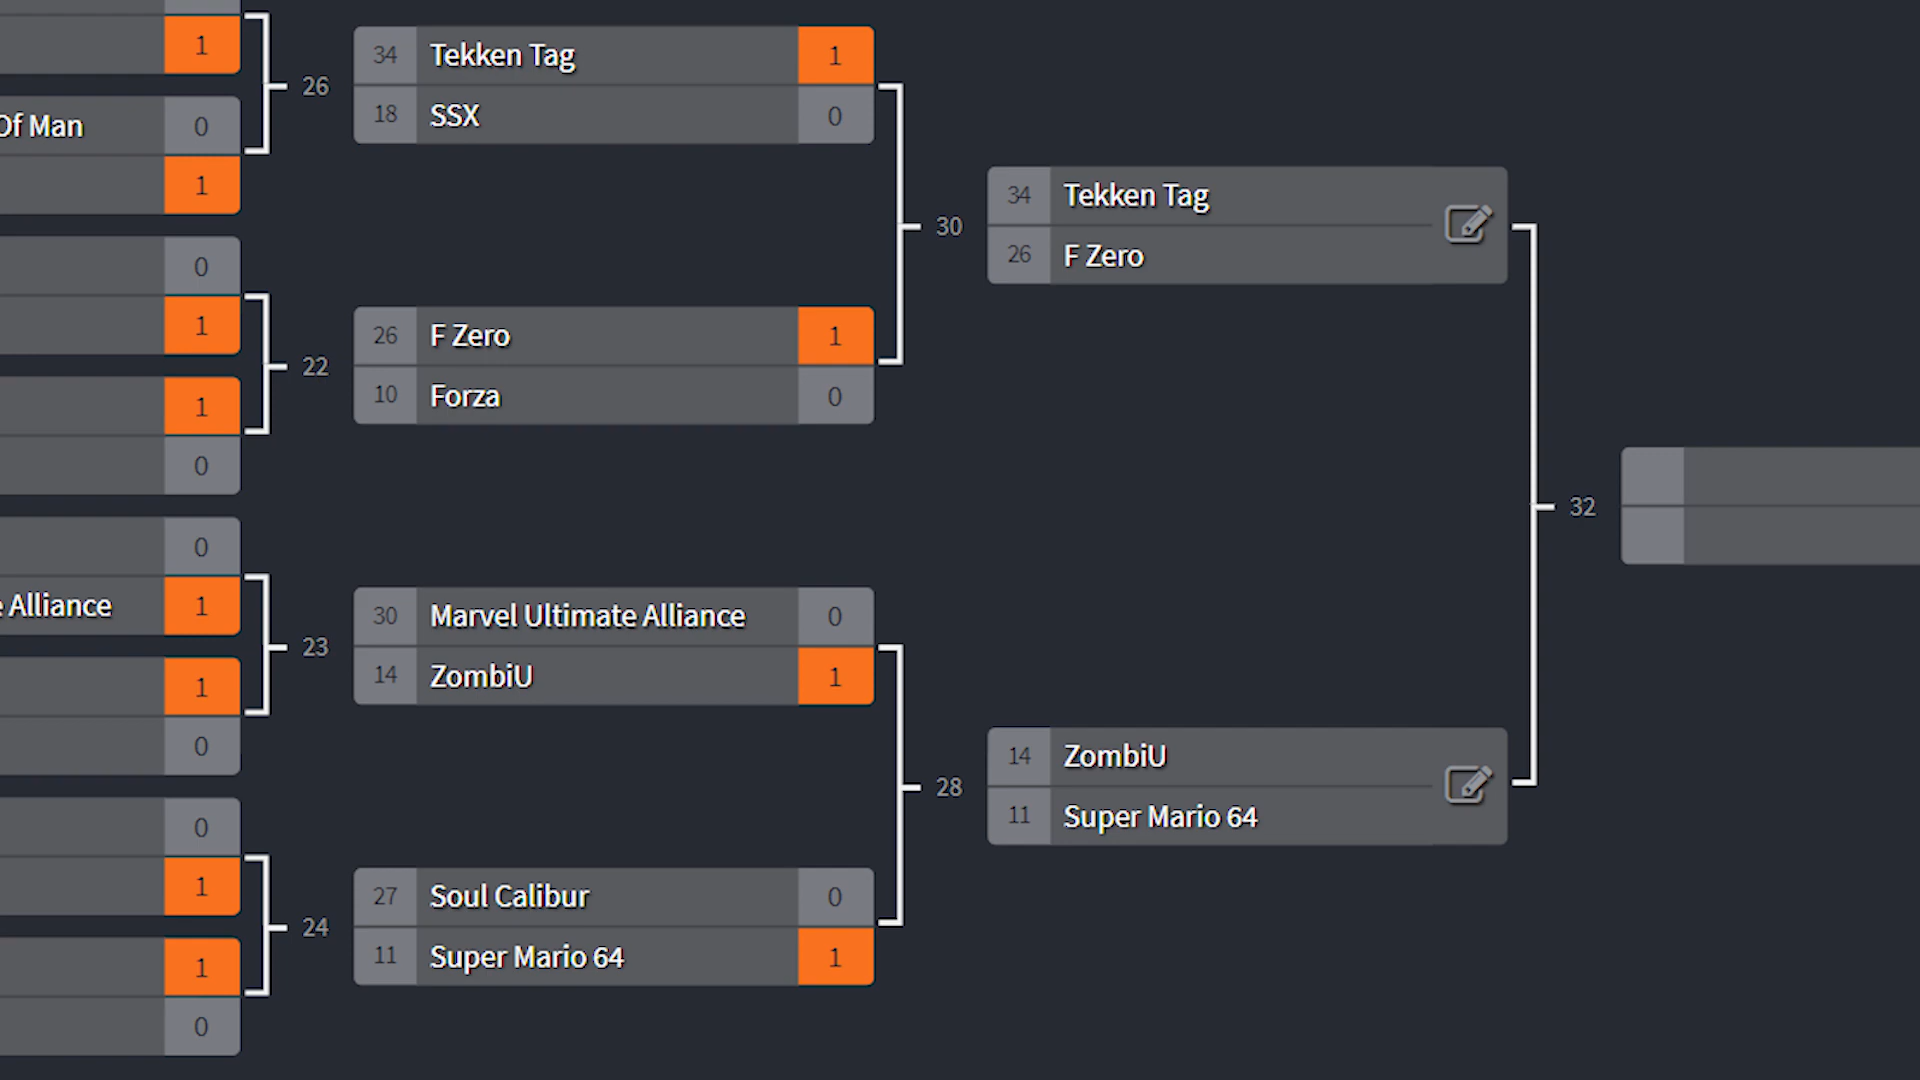 1
Of Man 0
1
0
1
1
0
0
e Alliance 1
1
0
0
1
1
0
26
34 Tekken Tag 1
18 SSX 0
22
26 F Zero 1
10 Forza 0
23
30 Marvel Ultimate Alliance 0
14 ZombiU 1
24
27 Soul Calibur 0
11 Super Mario 64 1
30
34 Tekken Tag
26 F Zero
28
14 ZombiU
11 Super Mario 64
32